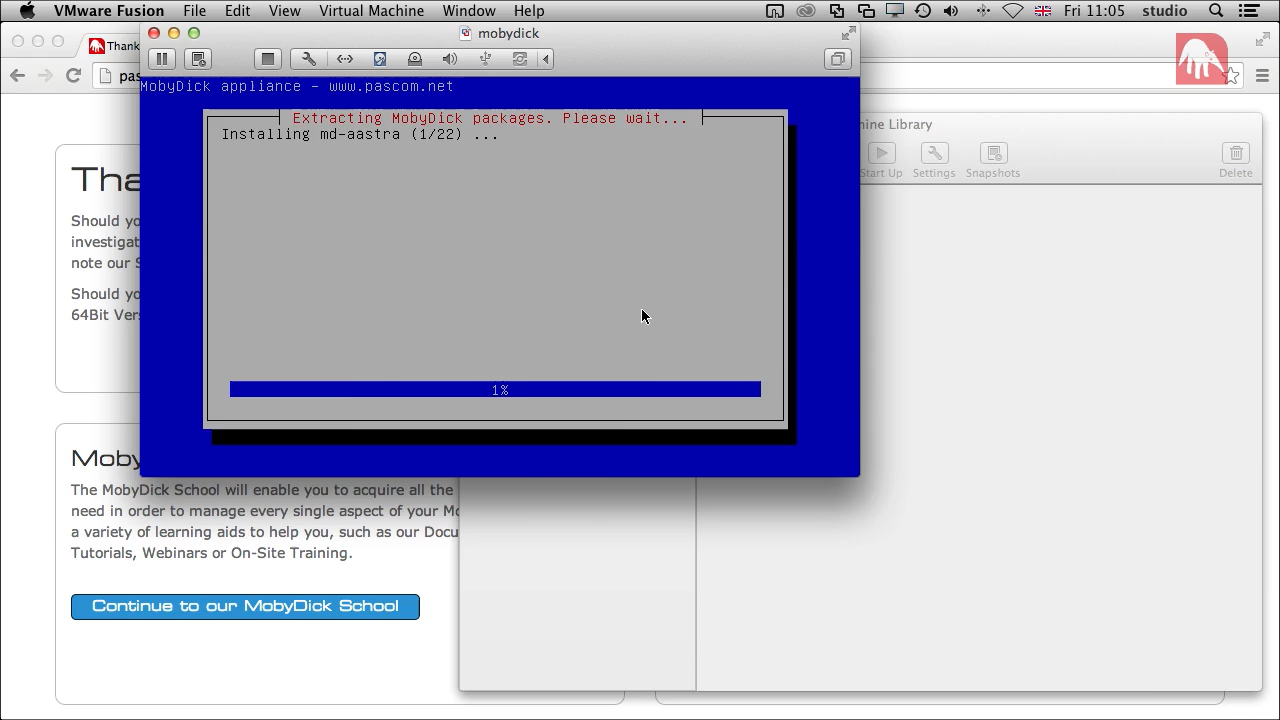 VMware Fusion File Edit View Virtual Machine Window Help Fri 11:05 studio
mobydick
Thank
pas
MobyDick appliance - www.pascom.net
Extracting MobyDick packages. Please wait...
Installing md-aastra (1/22) ...
1%
hine Library
Start Up Settings Snapshots Delete
Tha
Should yo
investigat
note our S
Should yo
64Bit Vers
Moby
The MobyDick School will enable you to acquire all the
need in order to manage every single aspect of your Mo
a variety of learning aids to help you, such as our Docu
Tutorials, Webinars or On-Site Training.
Continue to our MobyDick School